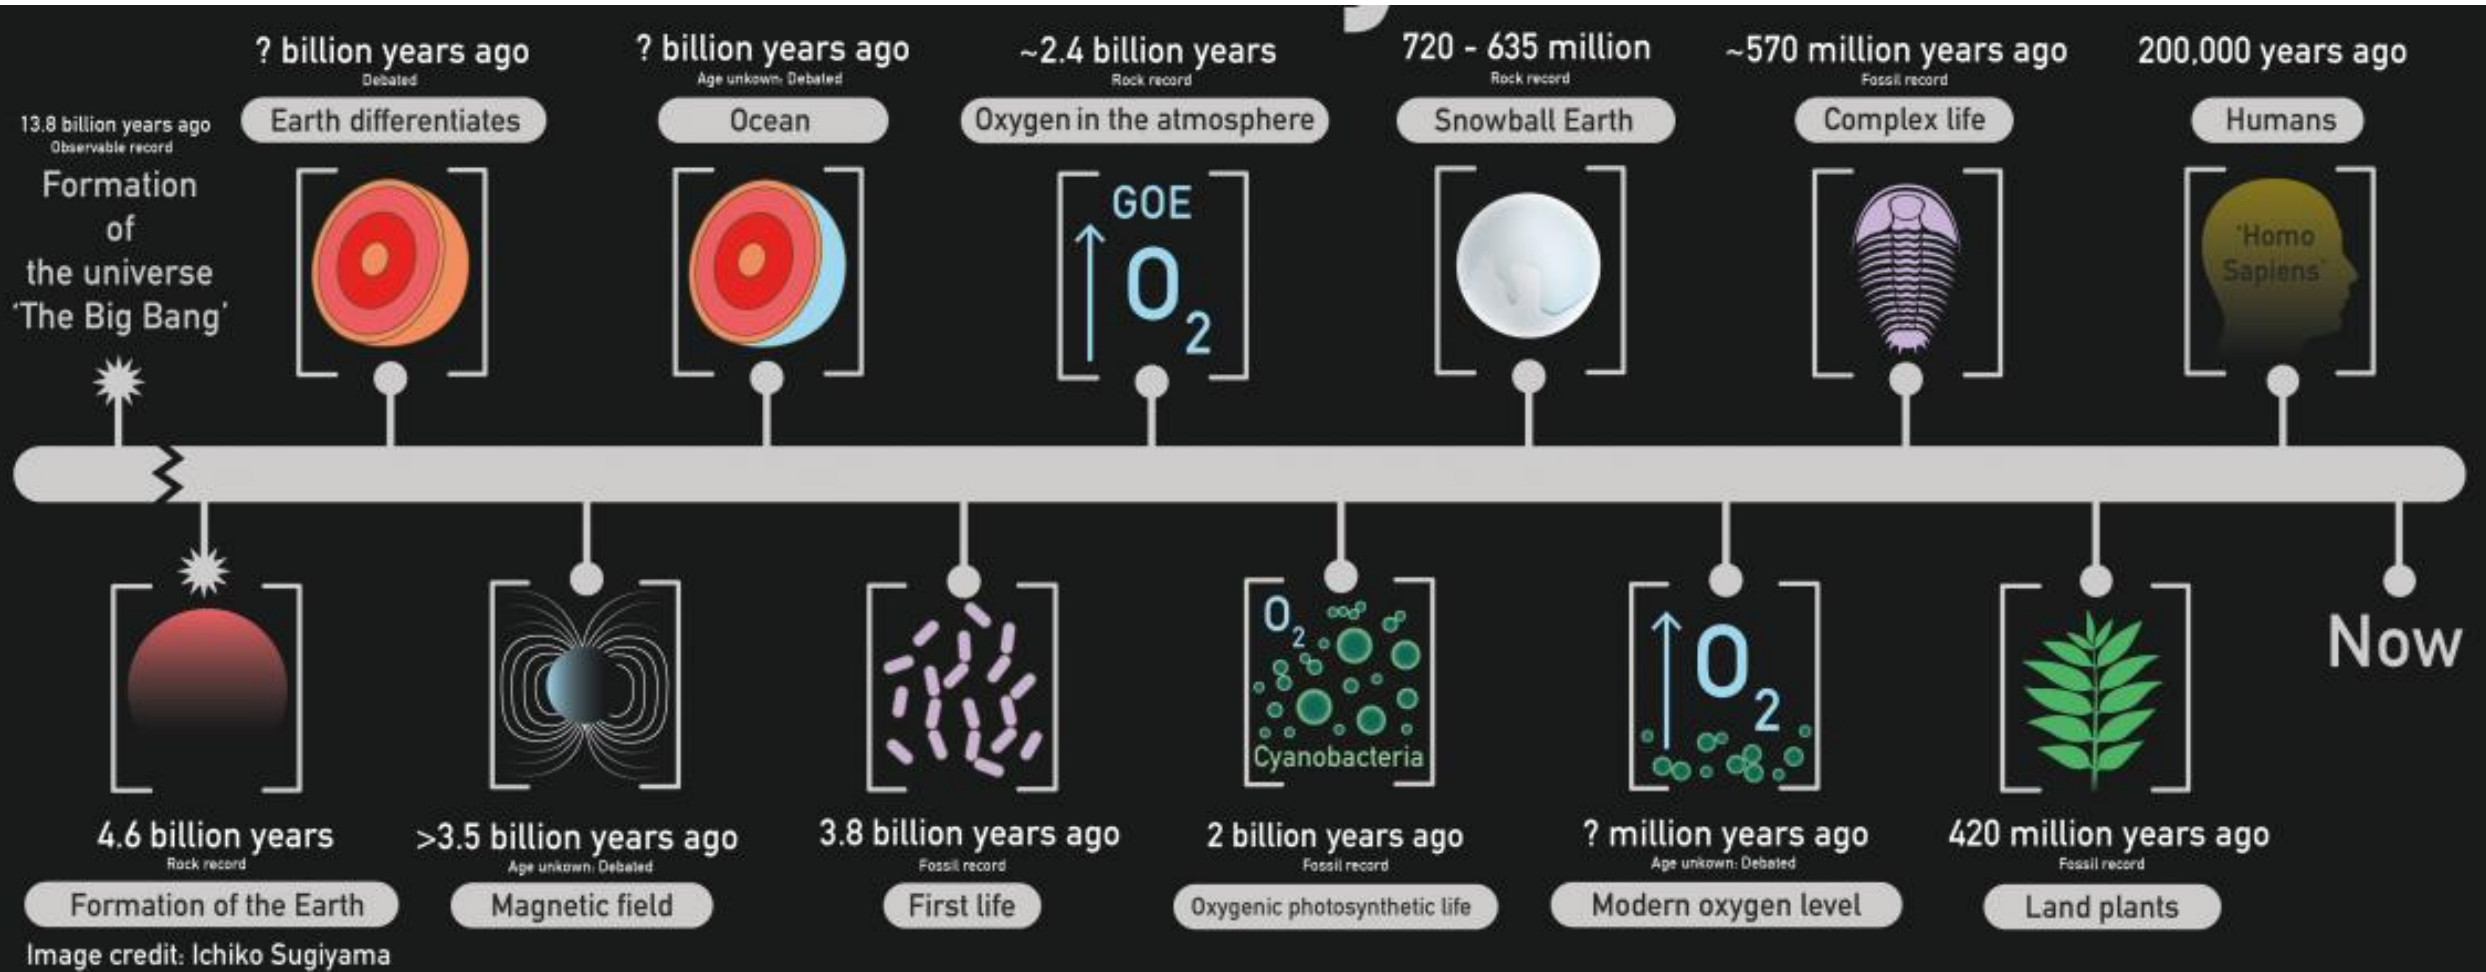 13.8 billion years ago
Observable record
Formation
of
the universe
'The Big Bang'
? billion years ago
Debated
Earth differentiates
? billion years ago
Age unkown: Debated
Ocean
~2.4 billion years
Rock record
Oxygen in the atmosphere
GOE
O2
720 - 635 million
Rock record
Snowball Earth
~570 million years ago
Fossil record
Complex life
200,000 years ago
Humans
'Homo
Sapiens'
4.6 billion years
Rock record
Formation of the Earth
>3.5 billion years ago
Age unkown: Debated
Magnetic field
3.8 billion years ago
Fossil record
First life
O2
Cyanobacteria
2 billion years ago
Fossil record
Oxygenic photosynthetic life
O2
? million years ago
Age unkown: Debated
Modern oxygen level
420 million years ago
Fossil record
Land plants
Now
Image credit: Ichiko Sugiyama